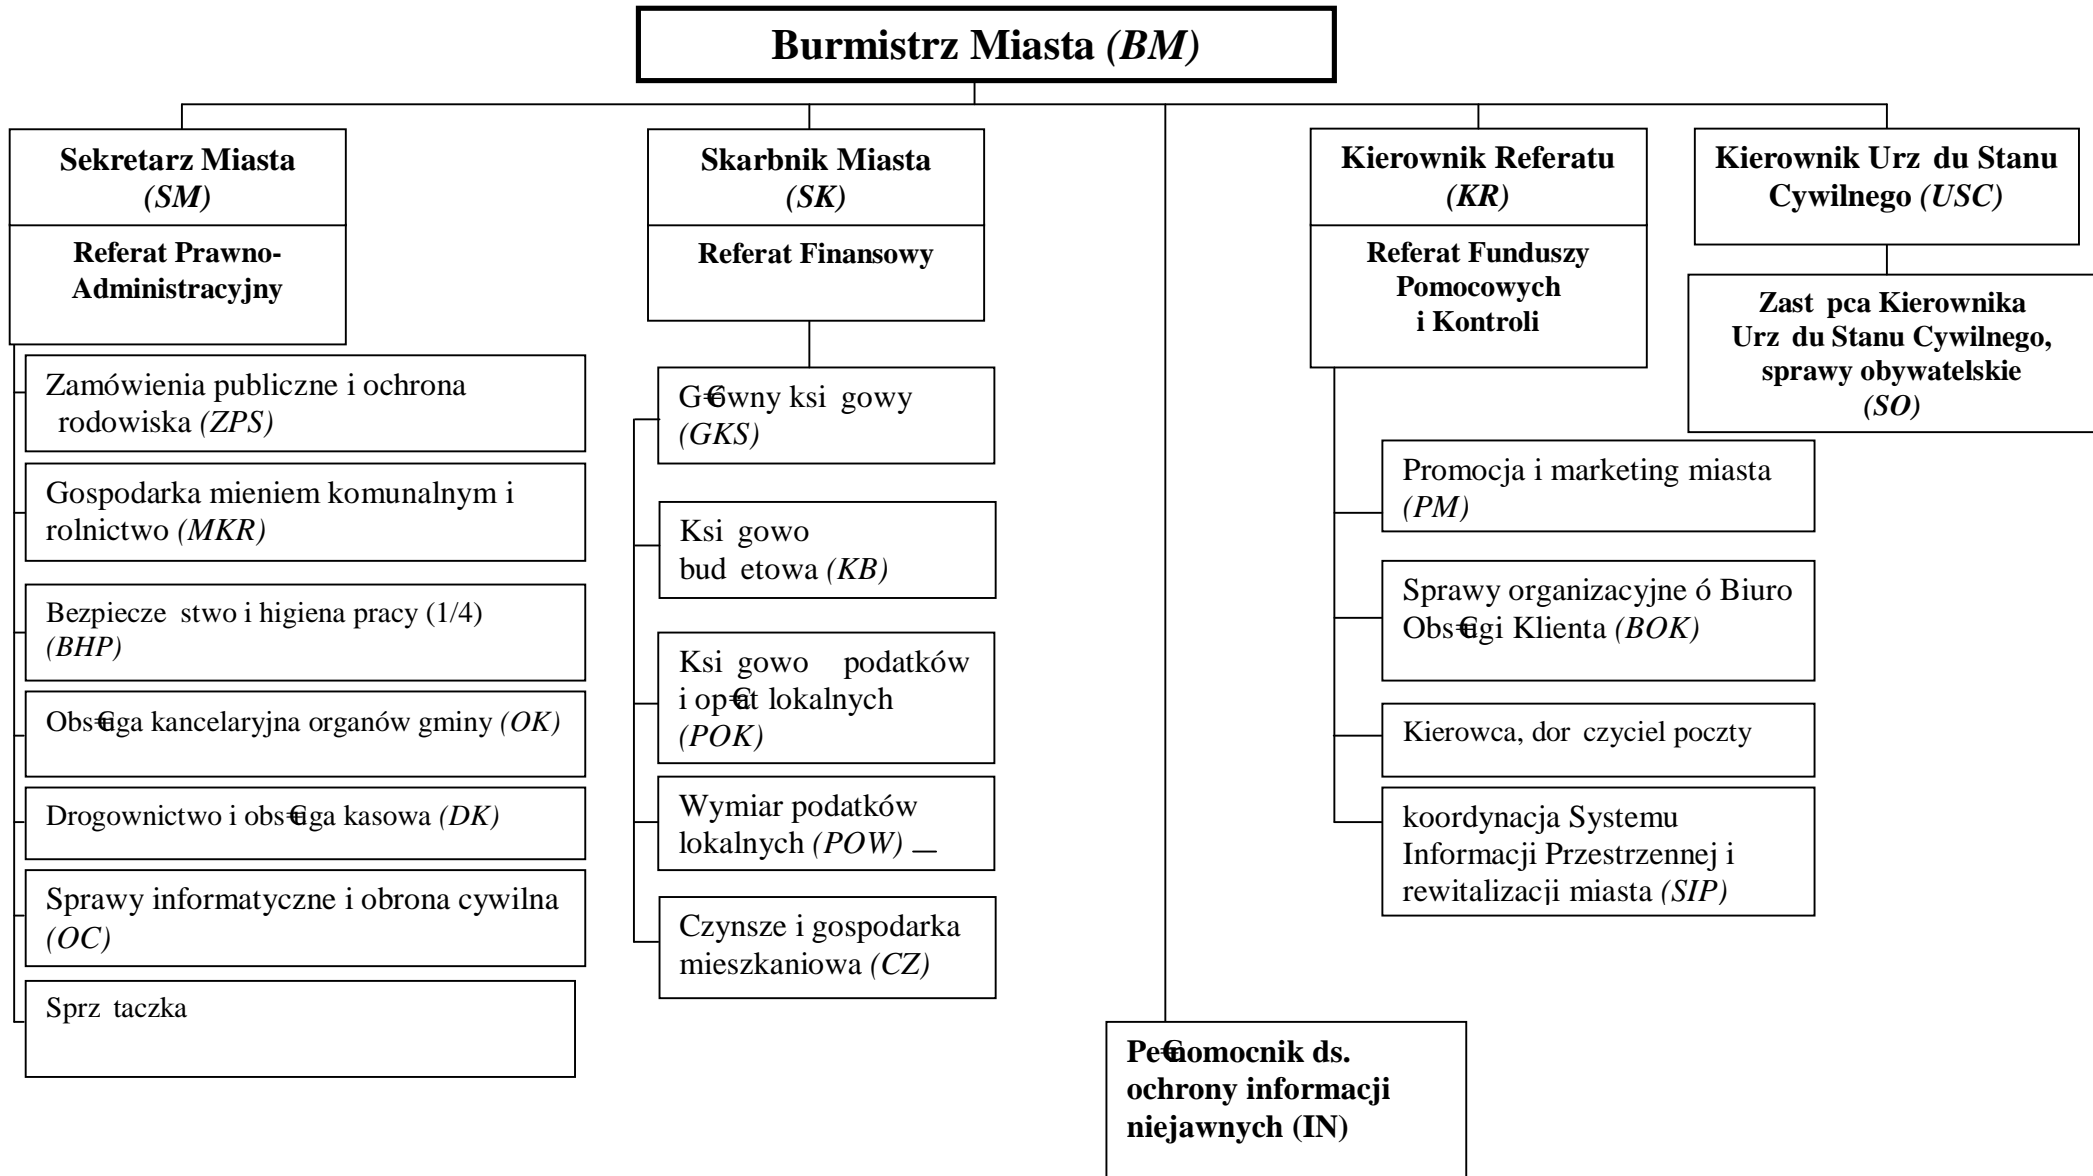 Burmistrz Miasta (BM)
Sekretarz Miasta
(SM)
Referat Prawno-
Administracyjny
Zamówienia publiczne i ochrona
rodowiska (ZPS)
Gospodarka mieniem komunalnym i
rolnictwo (MKR)
Bezpiecze stwo i higiena pracy (1/4)
(BHP)
Obs€uga kancelaryjna organów gminy (OK)
Drogownictwo i obs€uga kasowa (DK)
Sprawy informatyczne i obrona cywilna
(OC)
Sprz taczka
Skarbnik Miasta
(SK)
Referat Finansowy
G€ówny ksi gowy
(GKS)
Ksi gowo
bud etowa (KB)
Ksi gowo podatków
i op€at lokalnych
(POK)
Wymiar podatków
lokalnych (POW) _
Czynsze i gospodarka
mieszkaniowa (CZ)
Pe€nomocnik ds.
ochrony informacji
niejawnych (IN)
Kierownik Referatu
(KR)
Referat Funduszy
Pomocowych
i Kontroli
Promocja i marketing miasta
(PM)
Sprawy organizacyjne ó Biuro
Obs€ugi Klienta (BOK)
Kierowca, dor czyciel poczty
koordynacja Systemu
Informacji Przestrzennej i
rewitalizacji miasta (SIP)
Kierownik Urz du Stanu
Cywilnego (USC)
Zast pca Kierownika
Urz du Stanu Cywilnego,
sprawy obywatelskie
(SO)